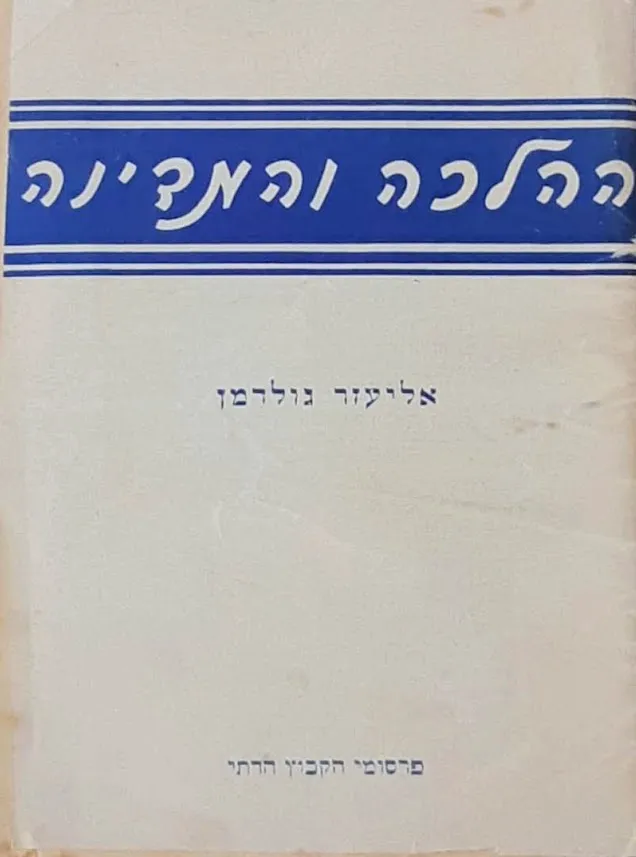 ההלכה והמדינה
אליעזר גולדמן
פרסומי הקבוץ הדתי